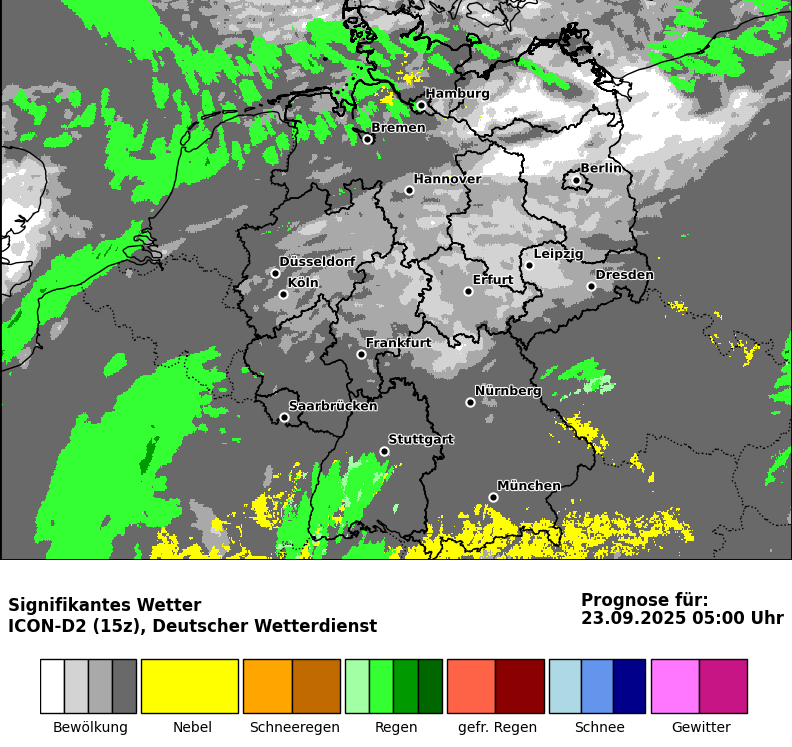 Hamburg
Bremen
Berlin
Hannover
Leipzig
Düsseldorf
Dresden
Erfurt
Köln
Frankfurt
Nürnberg
Saarbrücken
Stuttgart
München
Signifikantes Wetter
ICON-D2 (15z), Deutscher Wetterdienst
Prognose für:
23.09.2025 05:00 Uhr
Bewölkung
Nebel
Schneeregen
Regen
gefr. Regen
Schnee
Gewitter